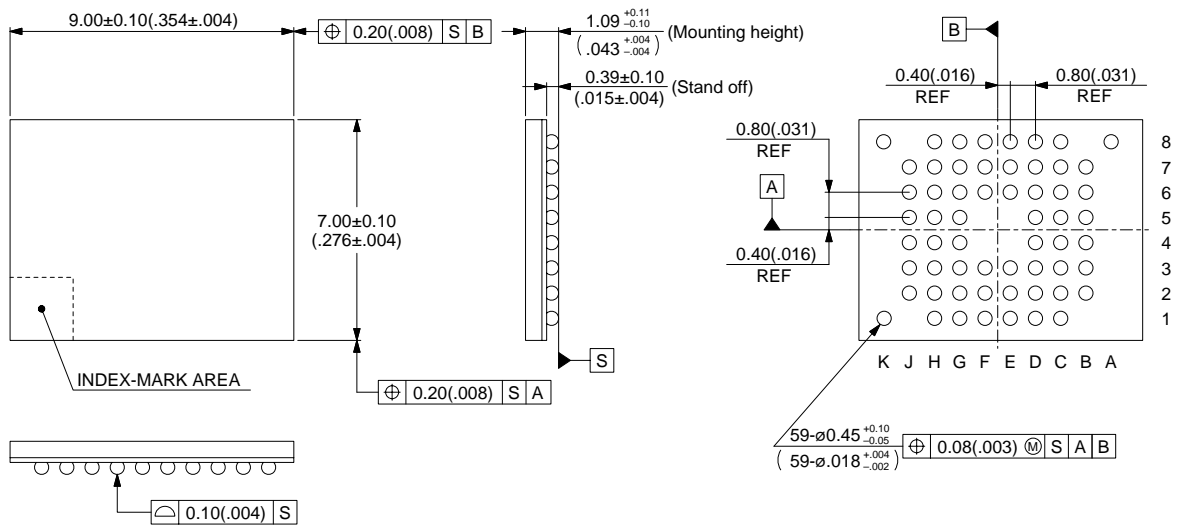 9.00±0.10(.354±.004)
⌖ 0.20(.008) S B
1.09 +0.11 −0.10 (Mounting height)
(.043 +.004 −.004)
0.39±0.10 (Stand off)
(.015±.004)
7.00±0.10
(.276±.004)
INDEX-MARK AREA
⌖ 0.20(.008) S A
S
⌓ 0.10(.004) S
B
0.40(.016)
REF
0.80(.031)
REF
0.80(.031)
REF
A
0.40(.016)
REF
8
7
6
5
4
3
2
1
K J H G F E D C B A
59-ø0.45 +0.10 −0.05
(59-ø.018 +.004 −.002)
⌖ 0.08(.003) Ⓜ S A B